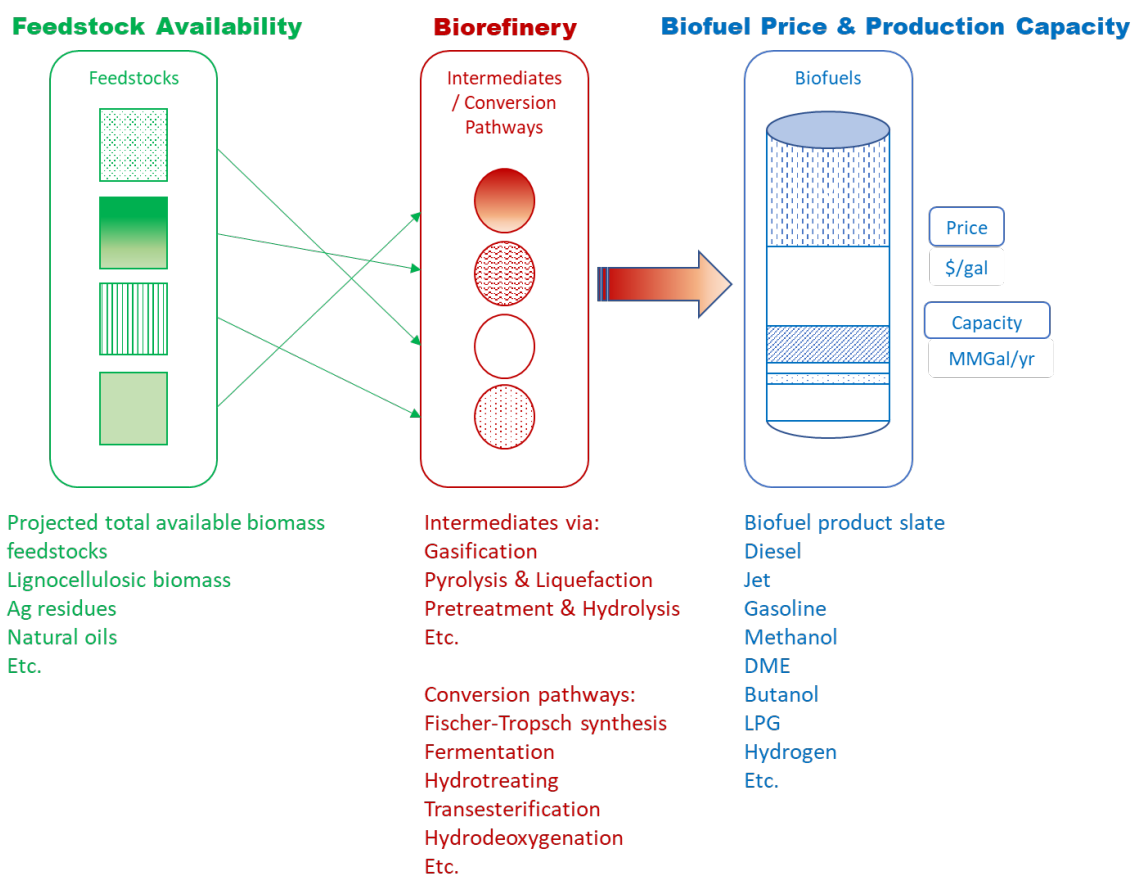 Feedstock Availability
Biorefinery
Biofuel Price & Production Capacity
Feedstocks
Intermediates
/ Conversion
Pathways
Biofuels
Price
$/gal
Capacity
MMGal/yr
Projected total available biomass
feedstocks
Lignocellulosic biomass
Ag residues
Natural oils
Etc.
Intermediates via:
Gasification
Pyrolysis & Liquefaction
Pretreatment & Hydrolysis
Etc.
Conversion pathways:
Fischer-Tropsch synthesis
Fermentation
Hydrotreating
Transesterification
Hydrodeoxygenation
Etc.
Biofuel product slate
Diesel
Jet
Gasoline
Methanol
DME
Butanol
LPG
Hydrogen
Etc.